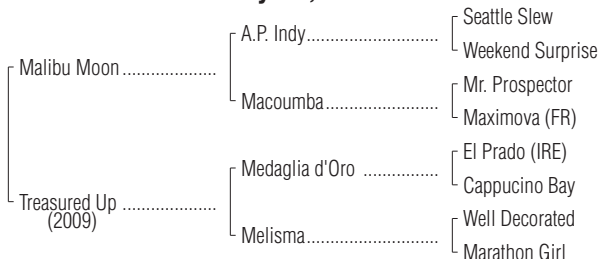 Seattle Slew
A.P. Indy
Weekend Surprise
Malibu Moon
Mr. Prospector
Macoumba
Maximova (FR)
El Prado (IRE)
Medaglia d'Oro
Cappucino Bay
Treasured Up
(2009)
Well Decorated
Melisma
Marathon Girl